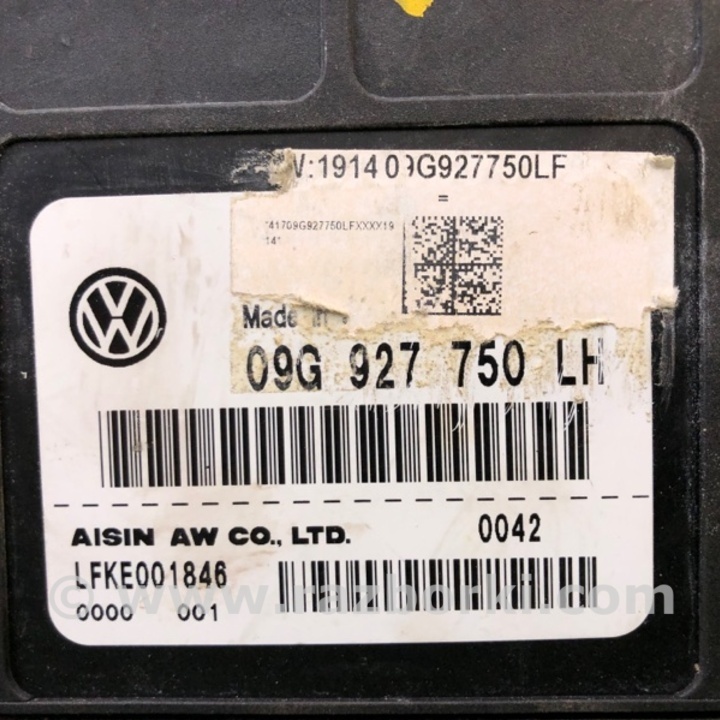 W:1914 09G927750LF
=
*41709G927750LFXXXX19
14*
Made in
09G 927 750 LH
AISIN AW CO., LTD. 0042
LFKE001846
0000 001
© www.razborki.com